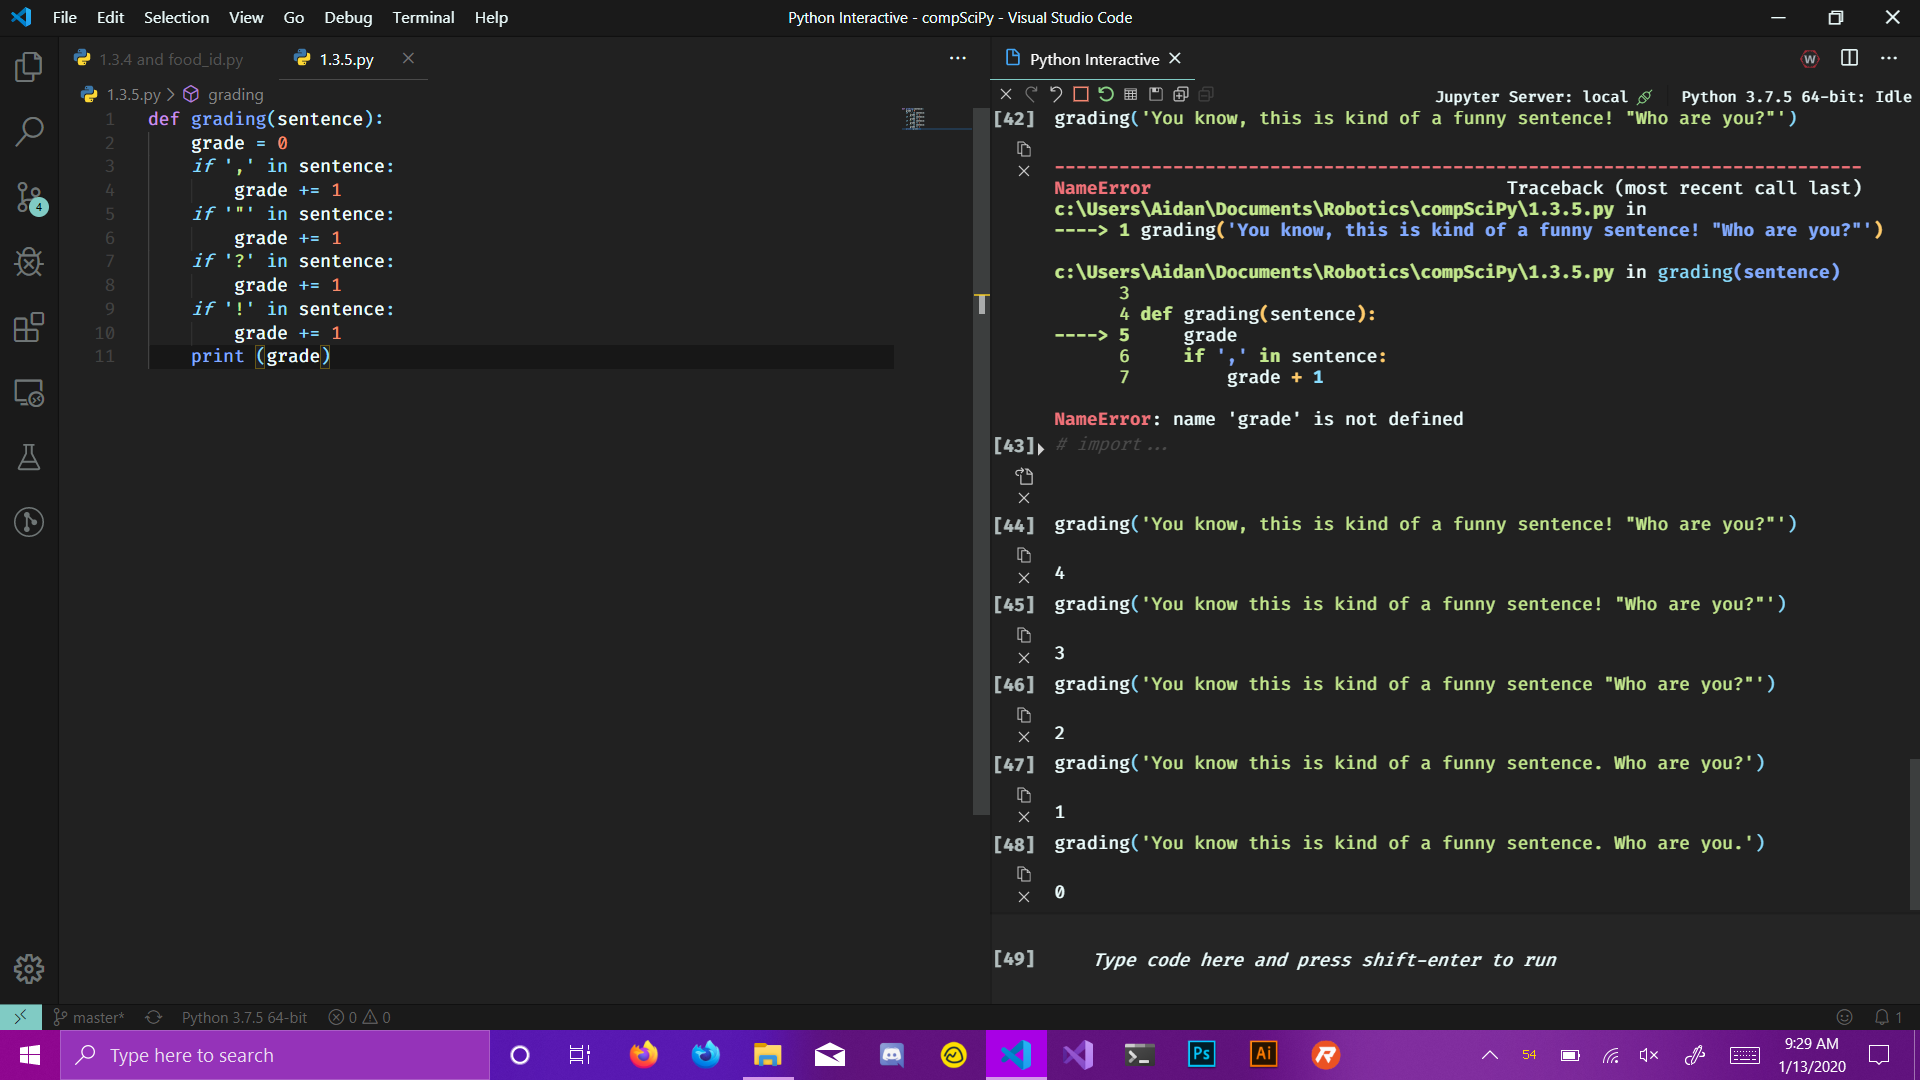 File Edit Selection View Go Debug Terminal Help
Python Interactive - compSciPy - Visual Studio Code
1.3.4 and food_id.py
1.3.5.py
1.3.5.py > grading
1 def grading(sentence):
2 grade = 0
3 if ',' in sentence:
4 grade += 1
5 if '"' in sentence:
6 grade += 1
7 if '?' in sentence:
8 grade += 1
9 if '!' in sentence:
10 grade += 1
11 print (grade)
Python Interactive
W
Jupyter Server: local
Python 3.7.5 64-bit: Idle
[42] grading('You know, this is kind of a funny sentence! "Who are you?"')
---------------------------------------------------------------------------
NameError Traceback (most recent call last)
c:\Users\Aidan\Documents\Robotics\compSciPy\1.3.5.py in
----> 1 grading('You know, this is kind of a funny sentence! "Who are you?"')
c:\Users\Aidan\Documents\Robotics\compSciPy\1.3.5.py in grading(sentence)
3
4 def grading(sentence):
----> 5 grade
6 if ',' in sentence:
7 grade + 1
NameError: name 'grade' is not defined
[43] # import...
[44] grading('You know, this is kind of a funny sentence! "Who are you?"')
4
[45] grading('You know this is kind of a funny sentence! "Who are you?"')
3
[46] grading('You know this is kind of a funny sentence "Who are you?"')
2
[47] grading('You know this is kind of a funny sentence. Who are you?')
1
[48] grading('You know this is kind of a funny sentence. Who are you.')
0
[49] Type code here and press shift-enter to run
4
master*
Python 3.7.5 64-bit
0 0
1
Type here to search
Ps
Ai
54
9:29 AM
1/13/2020